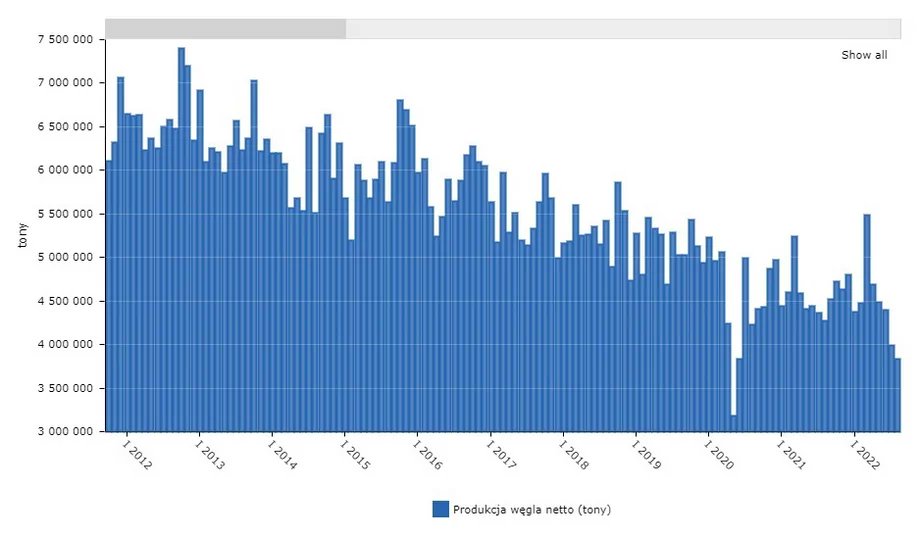 Show all
7 500 000
7 000 000
6 500 000
6 000 000
5 500 000
5 000 000
4 500 000
4 000 000
3 500 000
3 000 000
tony
I 2012
I 2013
I 2014
I 2015
I 2016
I 2017
I 2018
I 2019
I 2020
I 2021
I 2022
Produkcja węgla netto (tony)